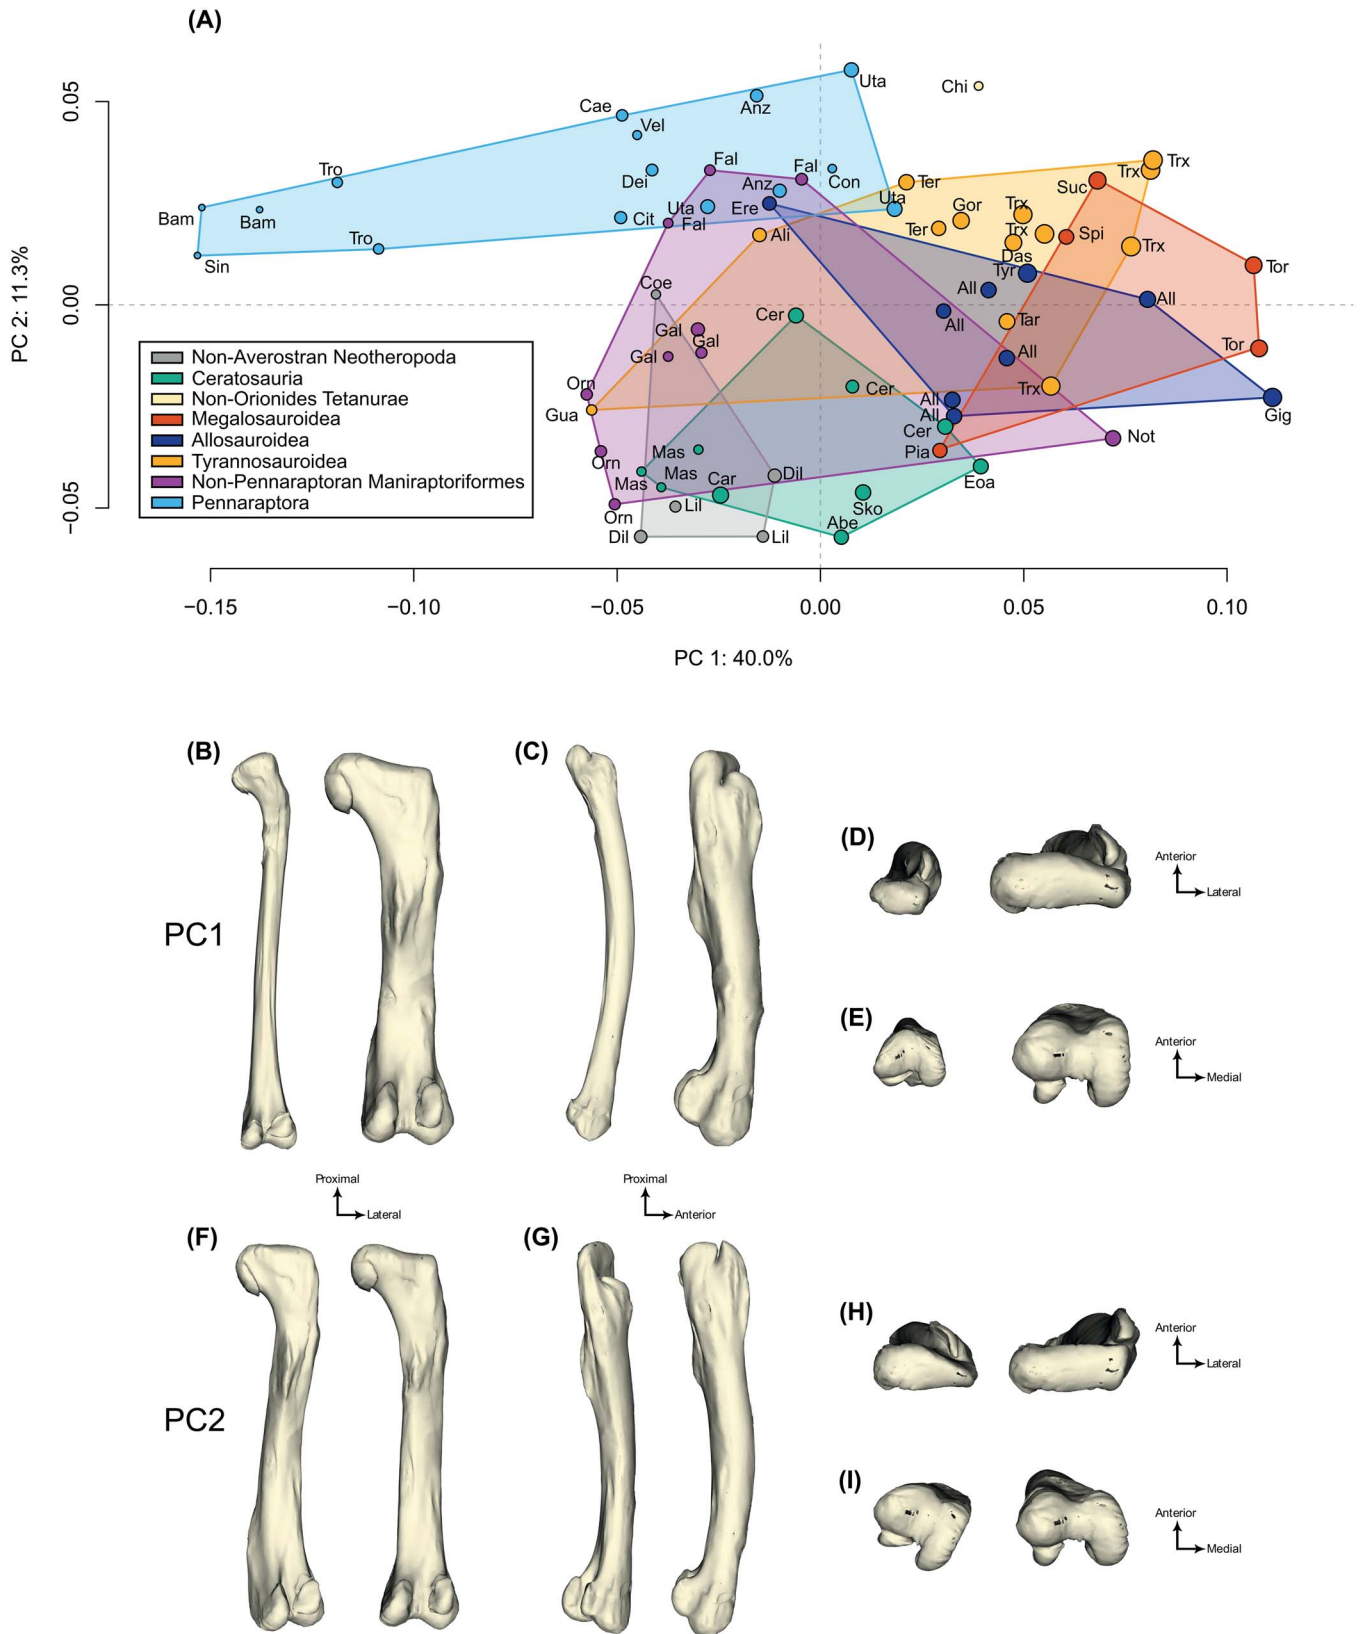 (A)
PC 2: 11.3%
0.05
0.00
−0.05
Uta
Chi
Cae
Anz
Vel
Tro
Fal
Fal
Trx
Trx
Dei
Anz
Con
Ter
Suc
Bam
Bam
Uta
Ere
Uta
Gor
Trx
Cit
Fal
Ali
Ter
Trx
Spi
Trx
Tro
Das
Sin
Tyr
Tor
Coe
All
All
Cer
All
Tar
Gal
Gal
Gal
All
Tor
Orn
Cer
Trx
Gua
All
All
Gig
Cer
Orn
Mas
Pia
Not
Mas
Mas
Car
Dil
Eoa
Orn
Lil
Sko
Abe
Dil
Lil
Non-Averostran Neotheropoda
Ceratosauria
Non-Orionides Tetanurae
Megalosauroidea
Allosauroidea
Tyrannosauroidea
Non-Pennaraptoran Maniraptoriformes
Pennaraptora
−0.15
−0.10
−0.05
0.00
0.05
0.10
PC 1: 40.0%
(B)
(C)
(D)
Anterior
Lateral
PC1
(E)
Anterior
Medial
Proximal
Lateral
Proximal
Anterior
(F)
(G)
(H)
Anterior
Lateral
PC2
(I)
Anterior
Medial